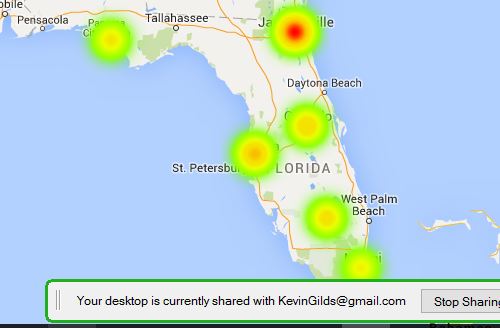 Tallahassee
Pensacola
Daytona Beach
St. Petersbu
LORIDA
West Palm
Beach
Your desktop is currently shared with KevinGilds@gmail.com
Stop Sharing